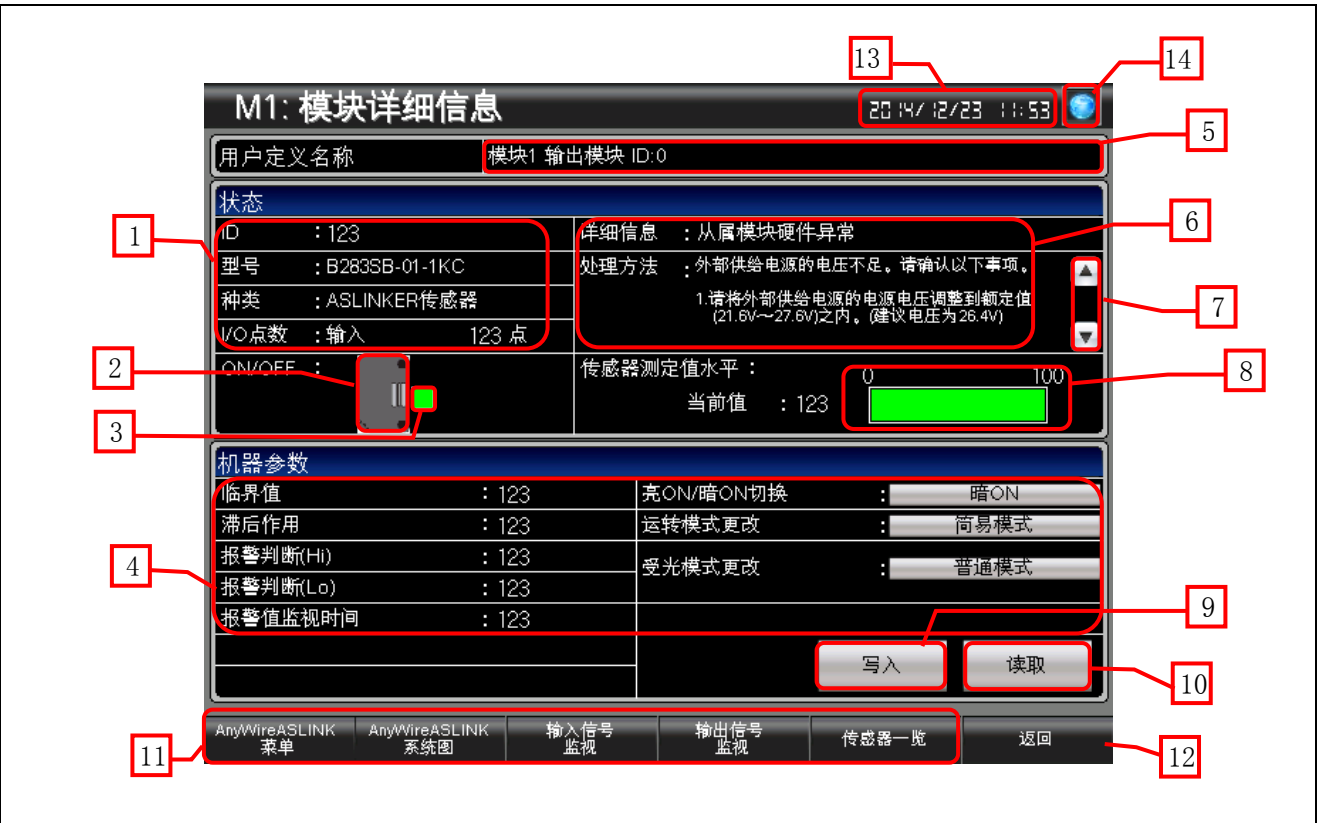 13
14
M1: 模块详细信息
2014/12/23 11:53
5
用户定义名称
模块1 输出模块 ID:0
状态
1
6
ID :123
详细信息 :从属模块硬件异常
型号 :B283SB-01-1KC
处理方法 :外部供给电源的电压不足。请确认以下事项。
种类 :ASLINKER传感器
1.请将外部供给电源的电源电压调整到额定值
(21.6V～27.6V)之内。(建议电压为26.4V)
7
I/O点数 :输入 123 点
2
ON/OFF :
传感器测定值水平:
0 100
8
当前值 :123
3
机器参数
临界值 :123
亮ON/暗ON切换 : 暗ON
滞后作用 :123
运转模式更改 : 简易模式
报警判断(Hi) :123
受光模式更改 : 普通模式
4
报警判断(Lo) :123
报警值监视时间 :123
9
写入
读取
10
AnyWireASLINK
菜单
AnyWireASLINK
系统图
输入信号
监视
输出信号
监视
传感器一览
返回
11
12